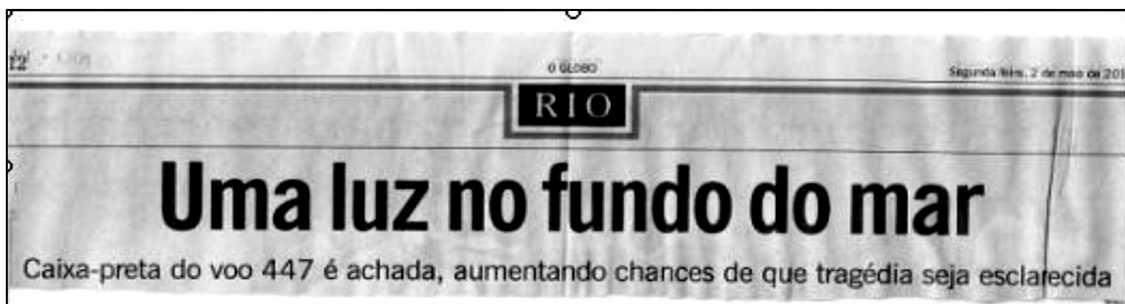 12
O GLOBO
Segunda-feira, 2 de maio de 201
RIO
Uma luz no fundo do mar
Caixa-preta do voo 447 é achada, aumentando chances de que tragédia seja esclarecida